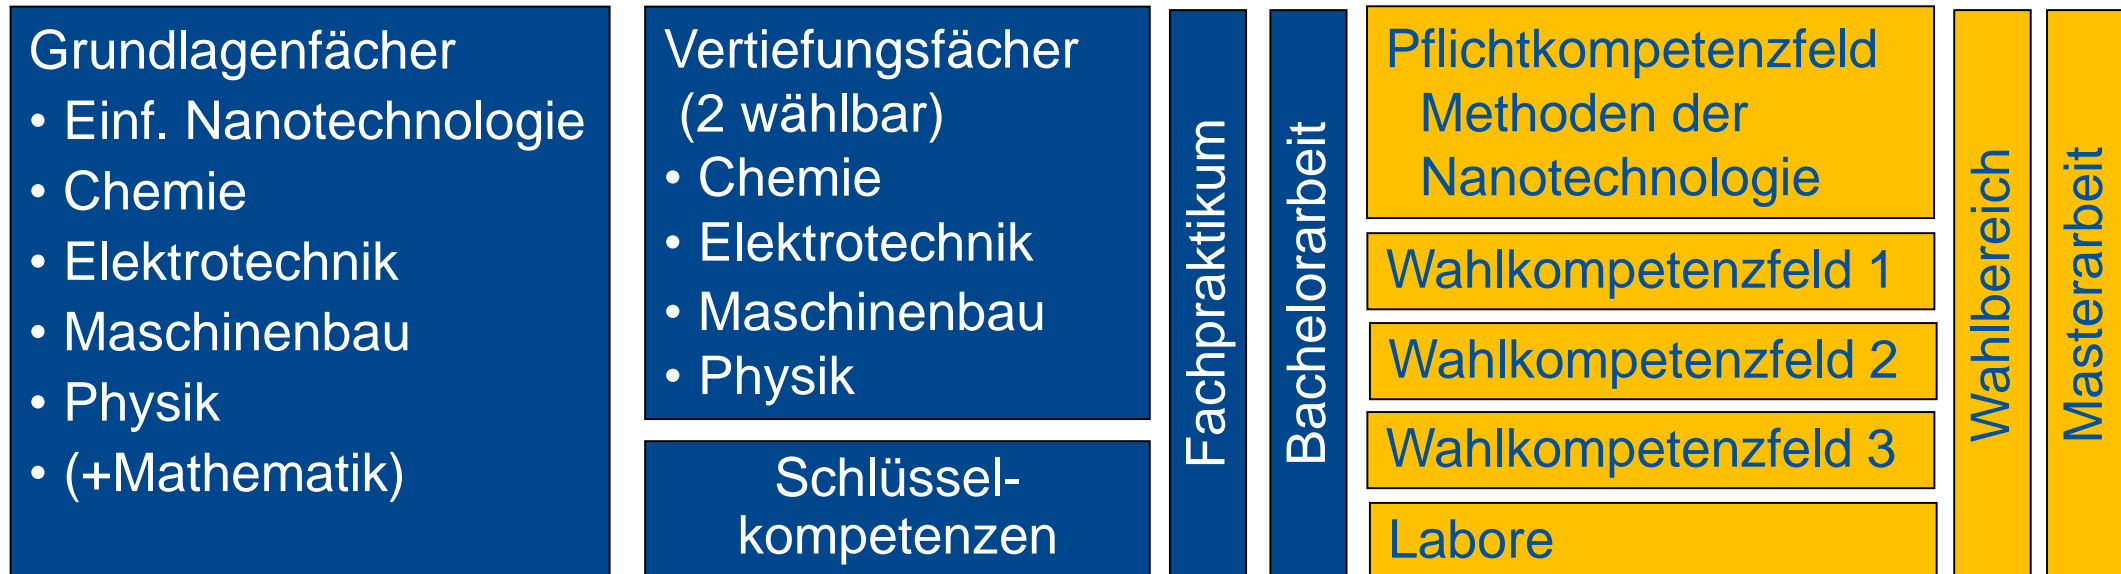 Grundlagenfächer
• Einf. Nanotechnologie
• Chemie
• Elektrotechnik
• Maschinenbau
• Physik
• (+Mathematik)
Vertiefungsfächer
(2 wählbar)
• Chemie
• Elektrotechnik
• Maschinenbau
• Physik
Schlüssel-
kompetenzen
Fachpraktikum
Bachelorarbeit
Pflichtkompetenzfeld
Methoden der
Nanotechnologie
Wahlkompetenzfeld 1
Wahlkompetenzfeld 2
Wahlkompetenzfeld 3
Labore
Wahlbereich
Masterarbeit